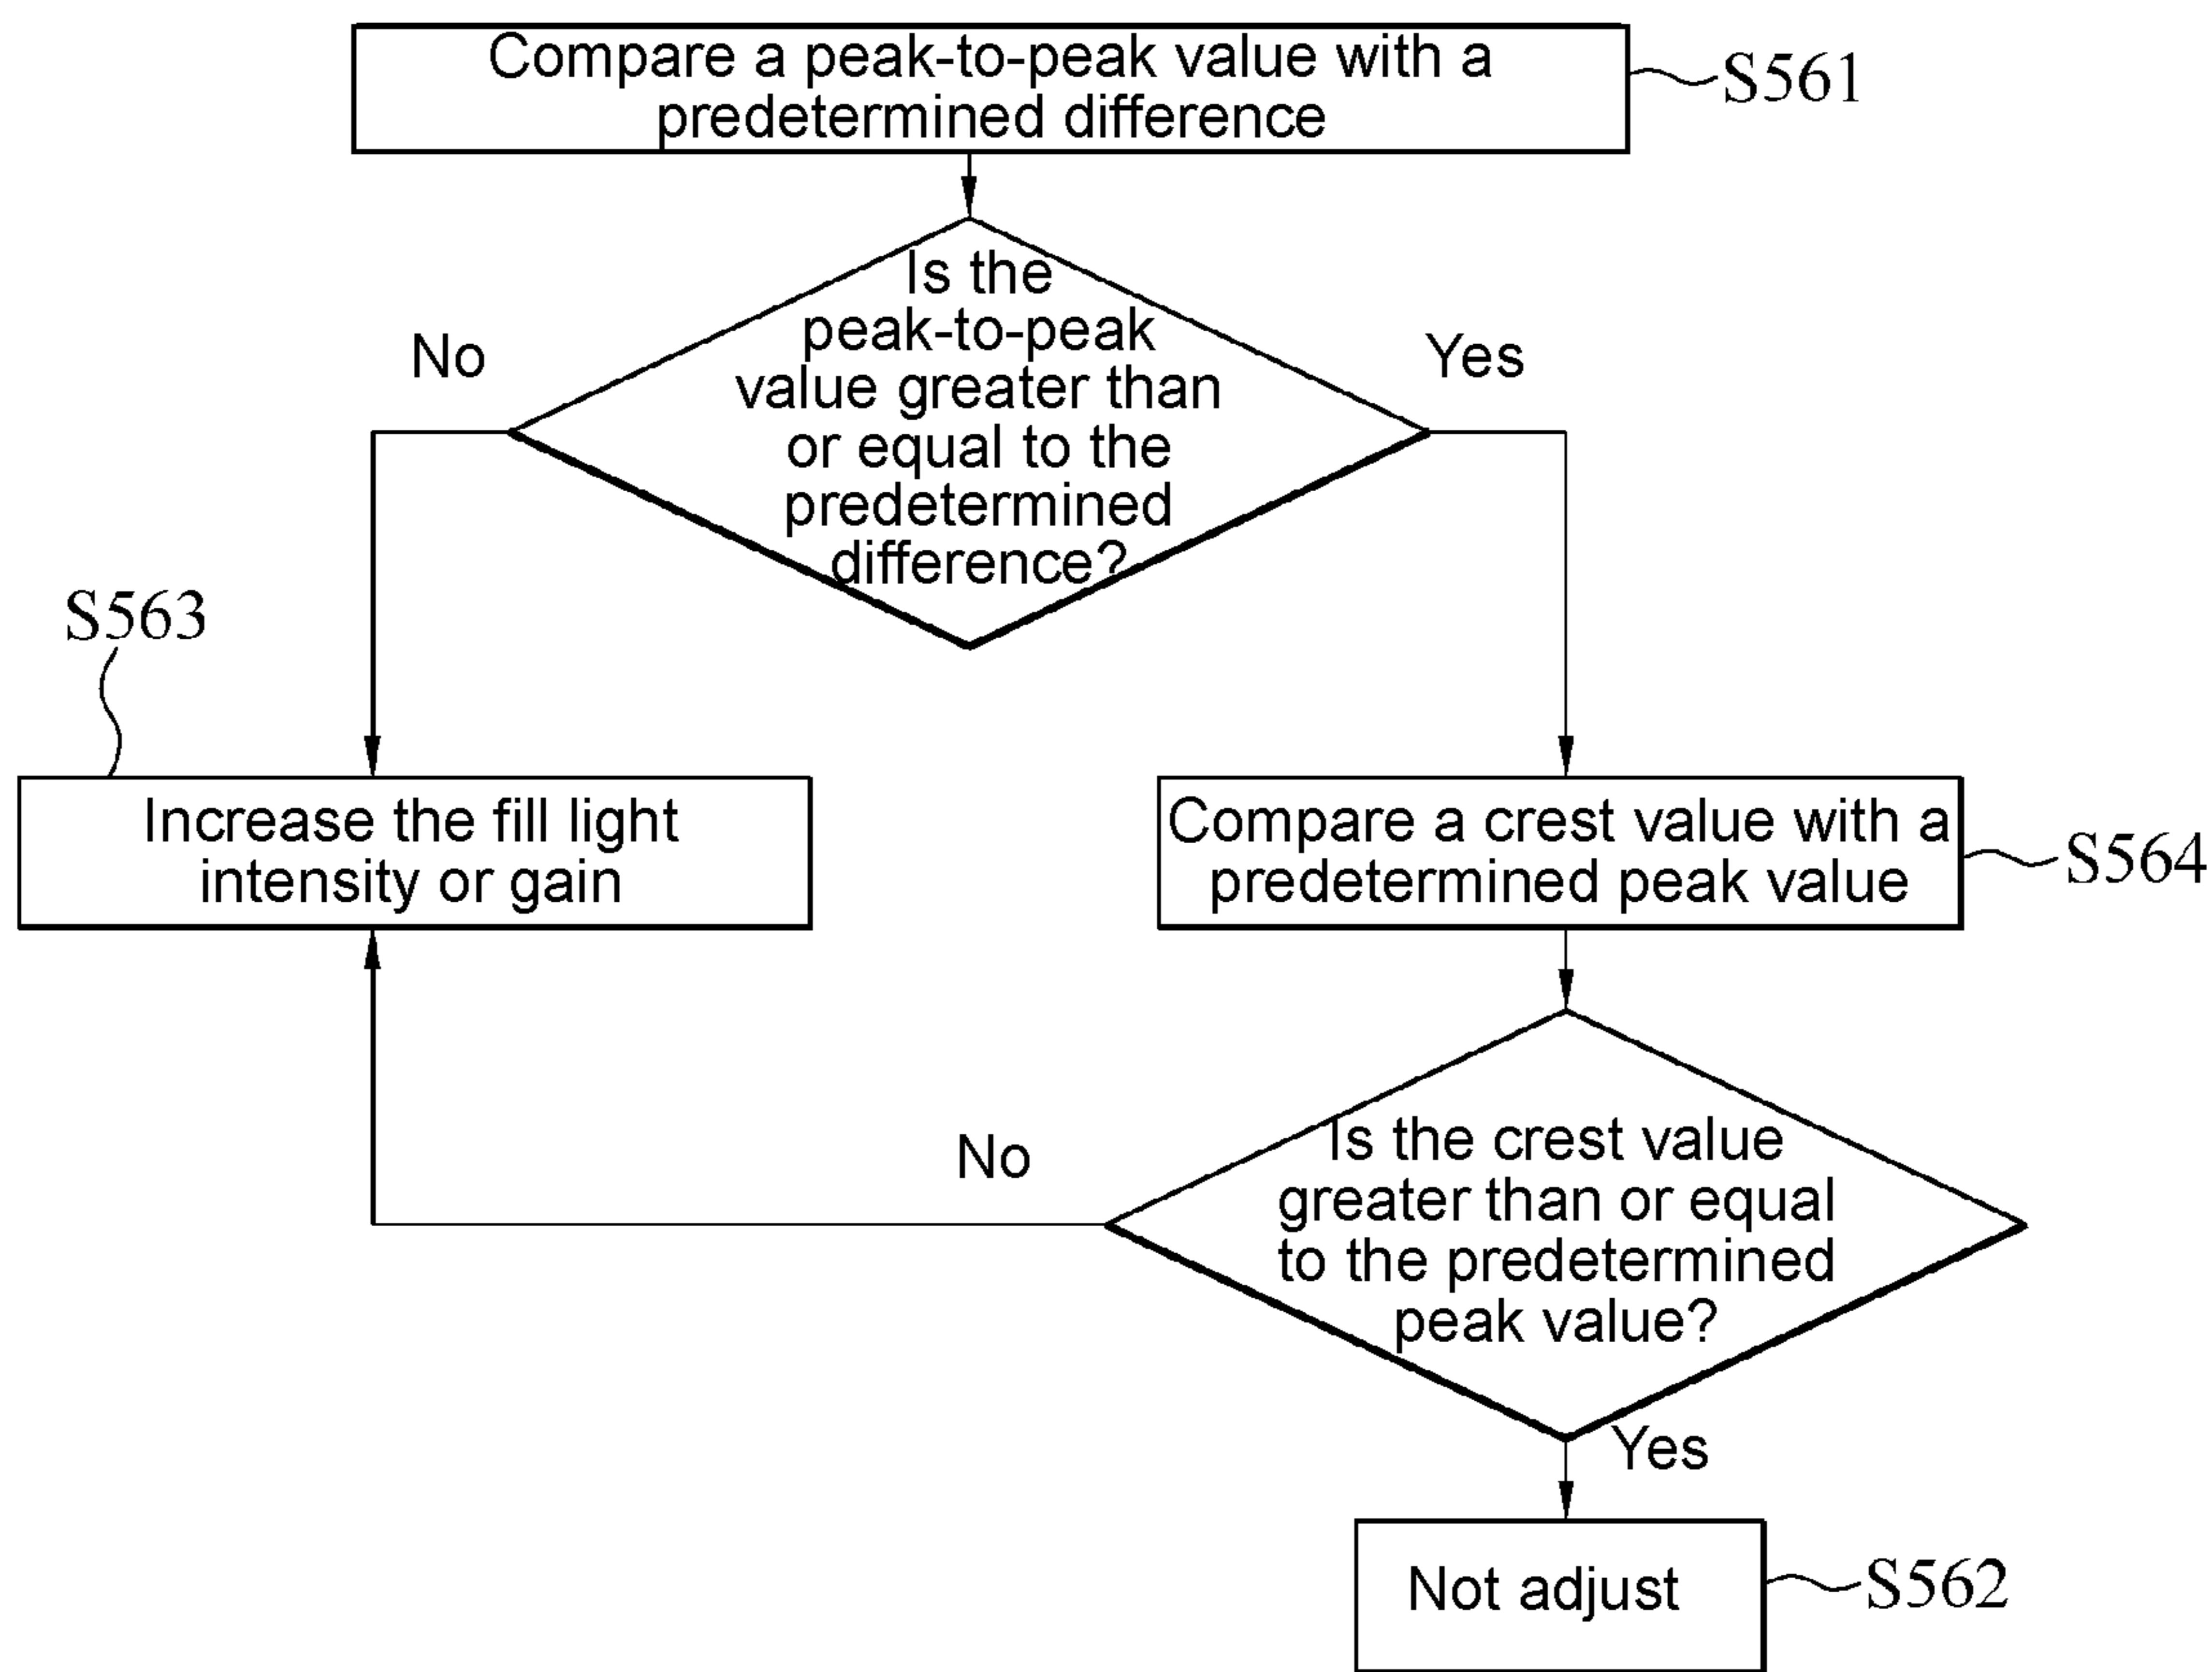 Compare a peak-to-peak value with a
predetermined difference
S561
Is the
peak-to-peak
value greater than
or equal to the
predetermined
difference?
No
Yes
S563
Increase the fill light
intensity or gain
Compare a crest value with a
predetermined peak value
S564
Is the crest value
greater than or equal
to the predetermined
peak value?
No
Yes
Not adjust
S562